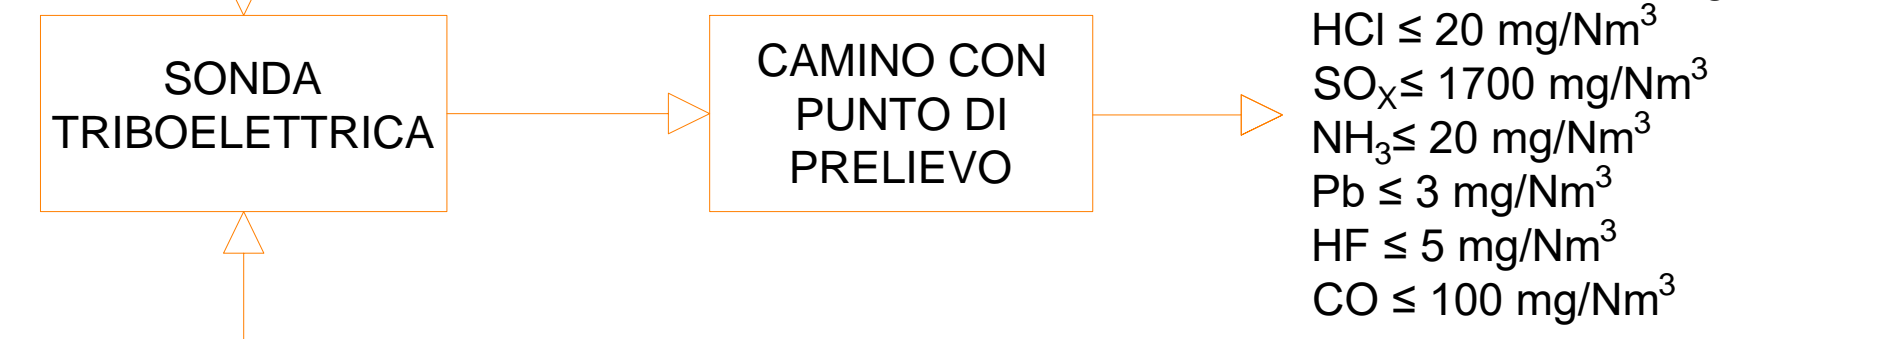 SONDA
TRIBOELETTRICA
CAMINO CON
PUNTO DI
PRELIEVO
HCl ≤ 20 mg/Nm³
SOₓ≤ 1700 mg/Nm³
NH₃≤ 20 mg/Nm³
Pb ≤ 3 mg/Nm³
HF ≤ 5 mg/Nm³
CO ≤ 100 mg/Nm³